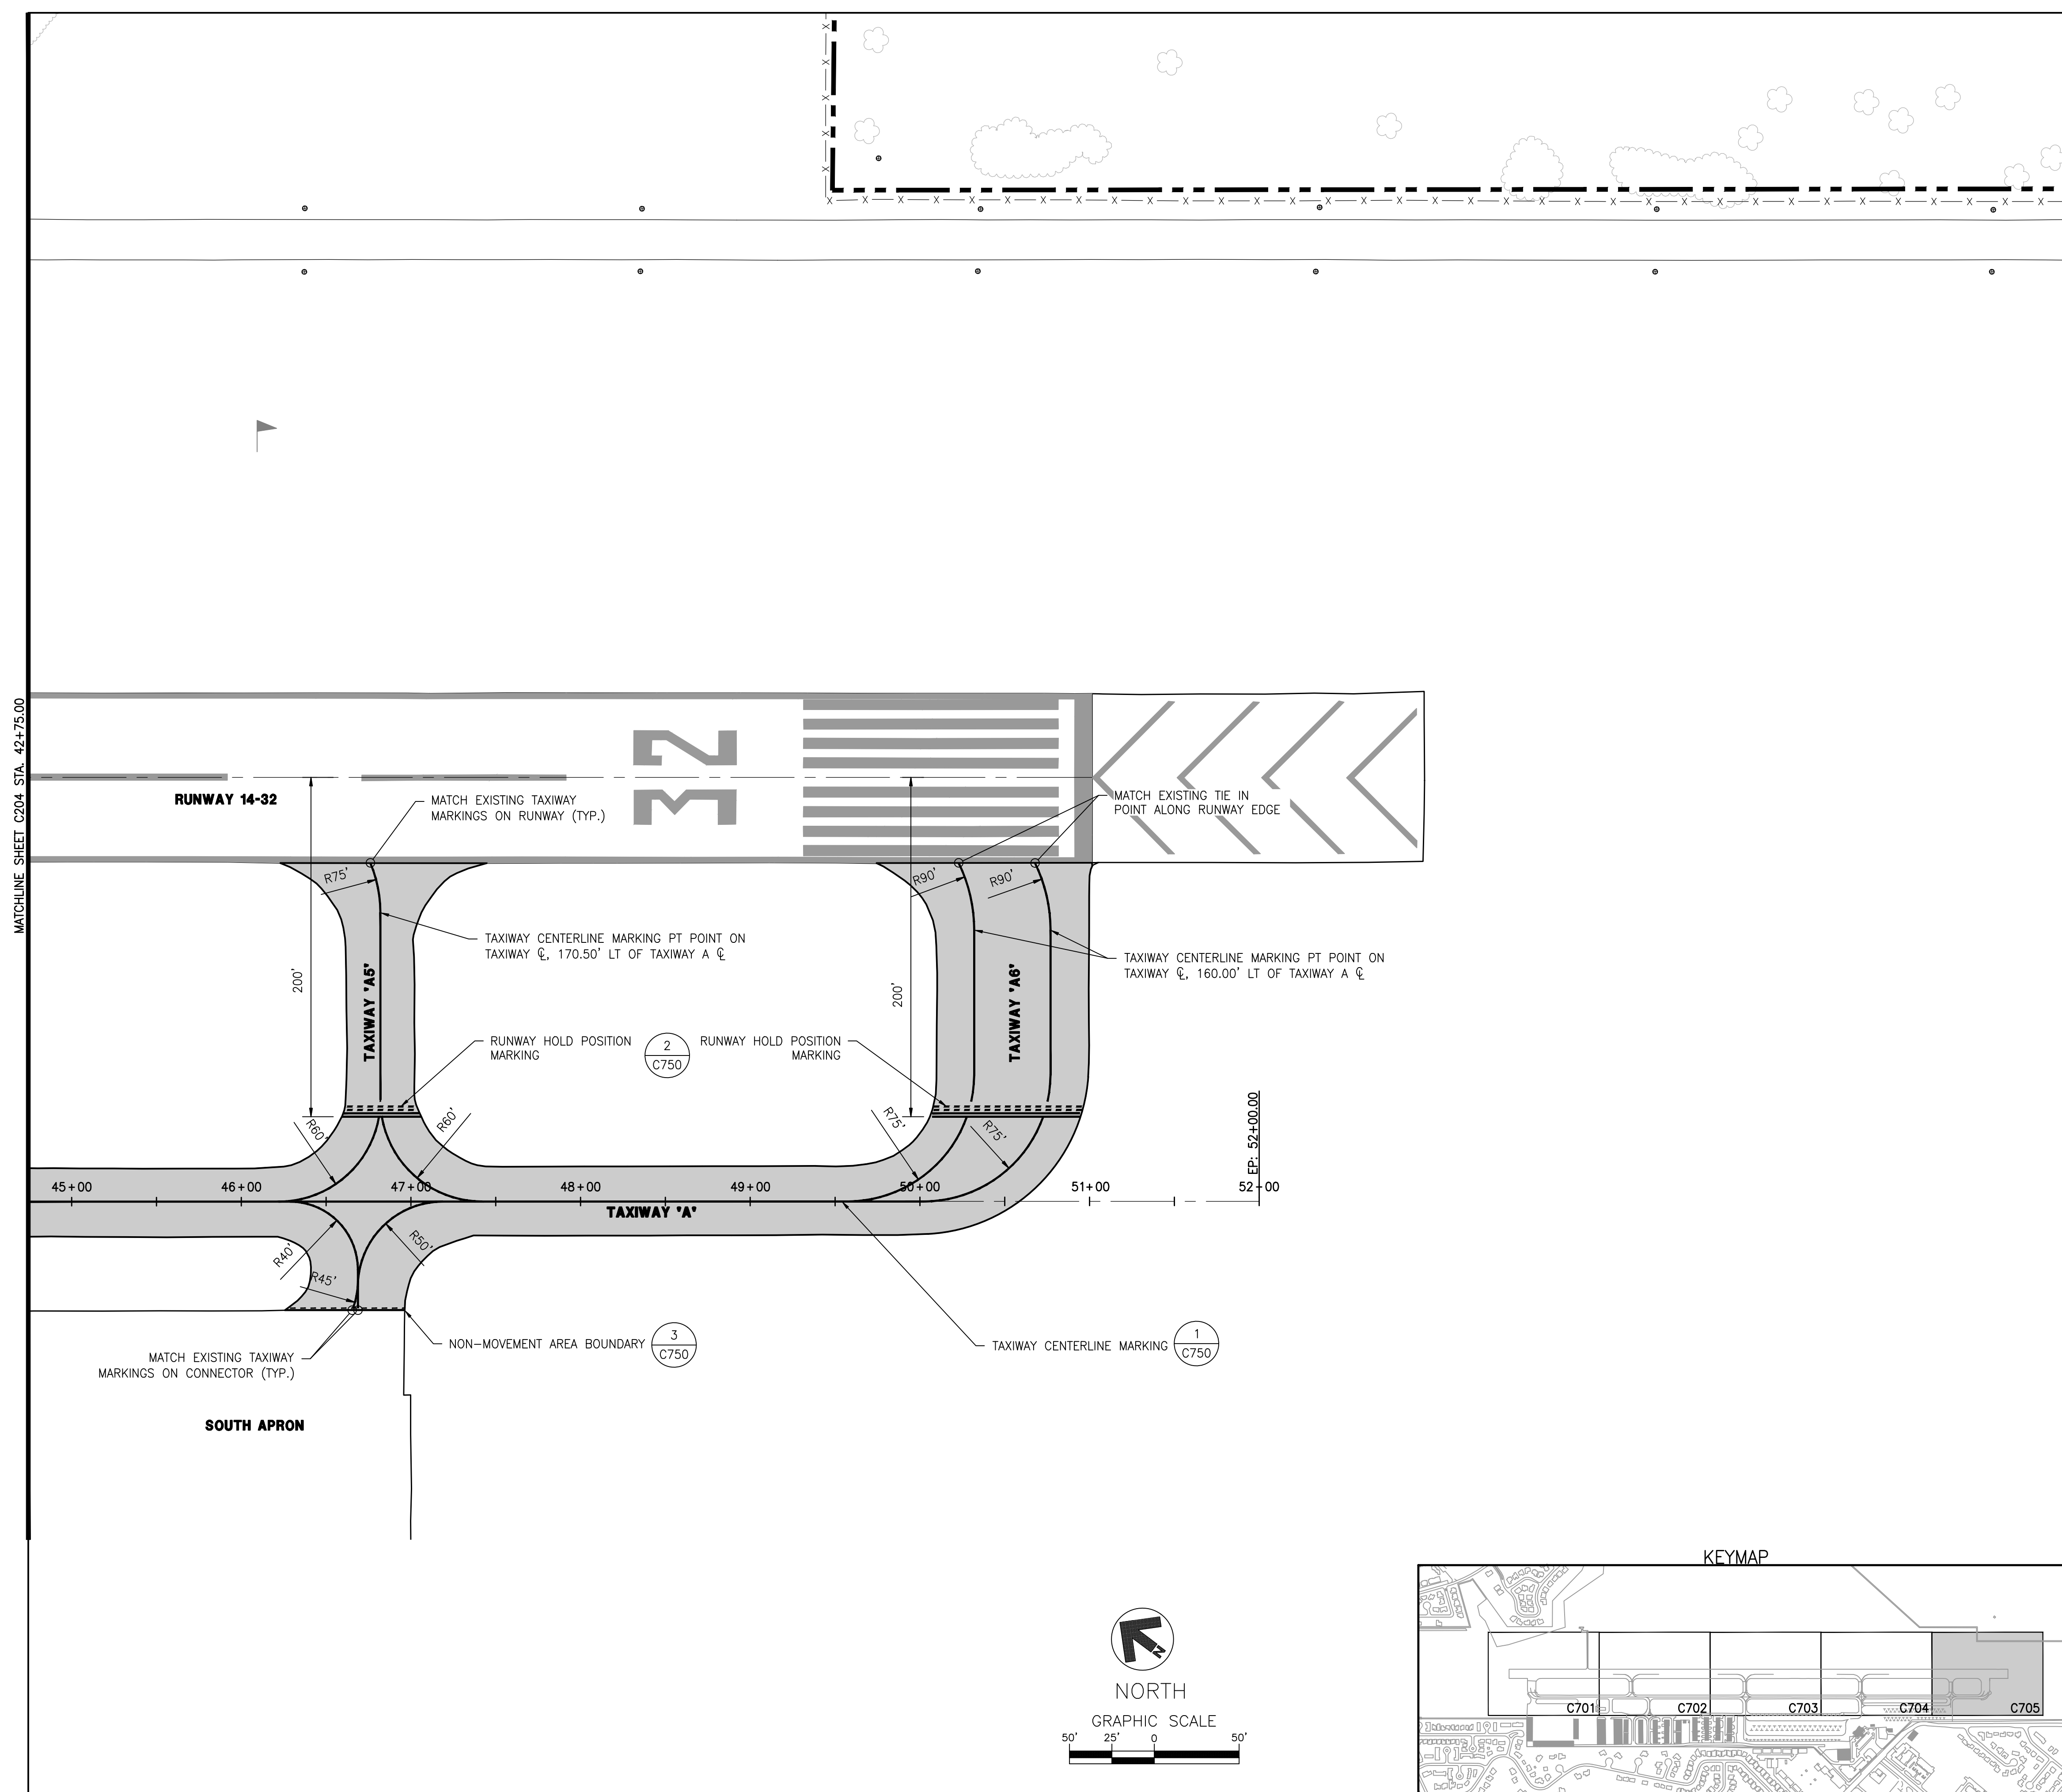 MATCHLINE SHEET C204 STA. 42+75.00
RUNWAY 14-32
32
MATCH EXISTING TAXIWAY
MARKINGS ON RUNWAY (TYP.)
MATCH EXISTING TIE IN
POINT ALONG RUNWAY EDGE
R75'
R90'
R90'
200'
200'
TAXIWAY CENTERLINE MARKING PT POINT ON
TAXIWAY ℄, 170.50' LT OF TAXIWAY A ℄
TAXIWAY CENTERLINE MARKING PT POINT ON
TAXIWAY ℄, 160.00' LT OF TAXIWAY A ℄
TAXIWAY 'A5'
TAXIWAY 'A6'
RUNWAY HOLD POSITION
MARKING
2
C750
RUNWAY HOLD POSITION
MARKING
R60'
R60'
R75'
R75'
EP: 52+00.00
45+00
46+00
47+00
48+00
49+00
50+00
51+00
52+00
TAXIWAY 'A'
R40'
R50'
R45'
NON-MOVEMENT AREA BOUNDARY
3
C750
TAXIWAY CENTERLINE MARKING
1
C750
MATCH EXISTING TAXIWAY
MARKINGS ON CONNECTOR (TYP.)
SOUTH APRON
N
NORTH
GRAPHIC SCALE
50' 25' 0 50'
KEYMAP
C701
C702
C703
C704
C705